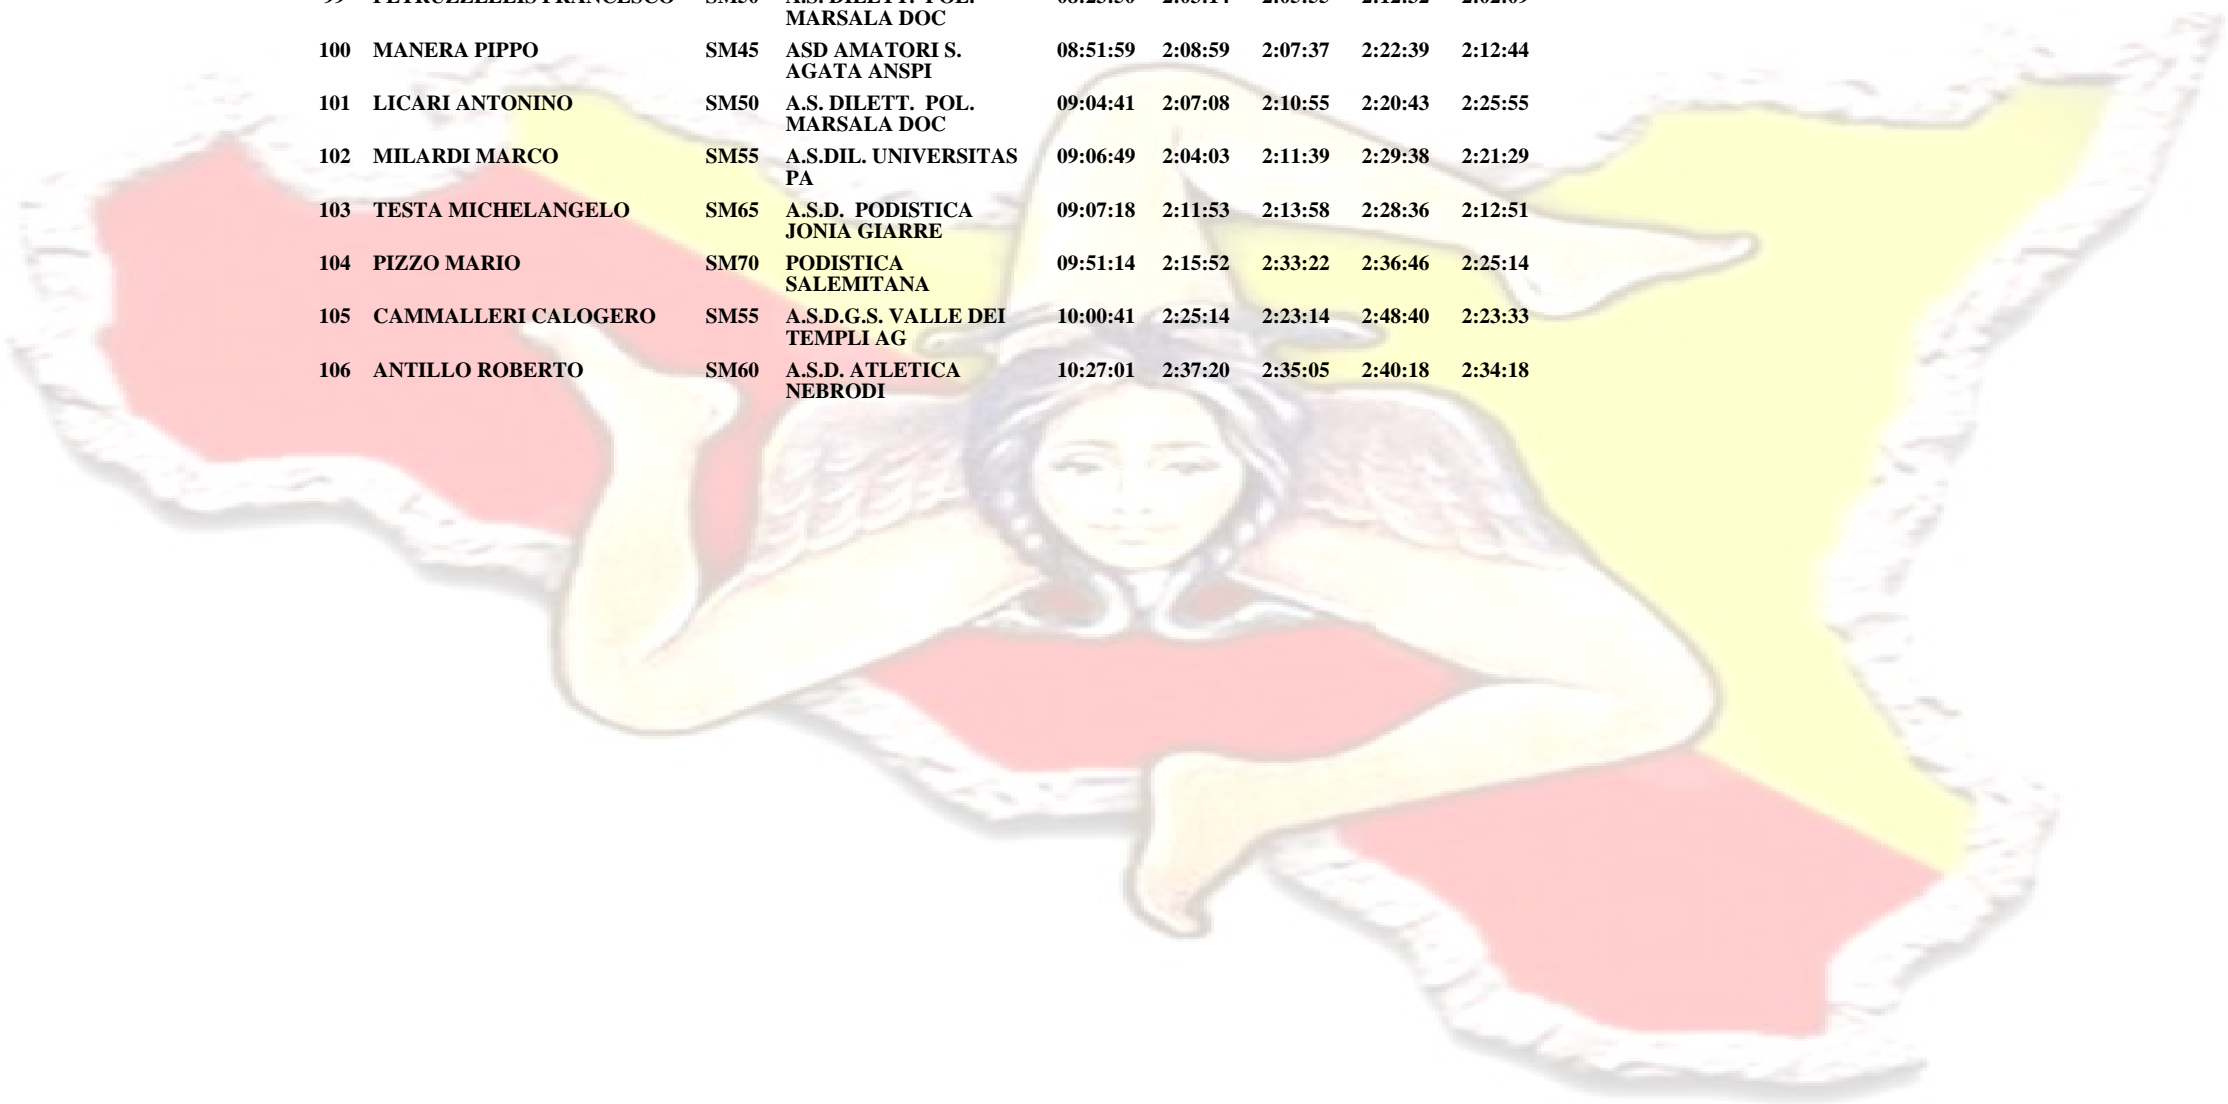 MARSALA DOC
100 MANERA PIPPO SM45 ASD AMATORI S. 08:51:59 2:08:59 2:07:37 2:22:39 2:12:44
AGATA ANSPI
101 LICARI ANTONINO SM50 A.S. DILETT. POL. 09:04:41 2:07:08 2:10:55 2:20:43 2:25:55
MARSALA DOC
102 MILARDI MARCO SM55 A.S.DIL. UNIVERSITAS 09:06:49 2:04:03 2:11:39 2:29:38 2:21:29
PA
103 TESTA MICHELANGELO SM65 A.S.D. PODISTICA 09:07:18 2:11:53 2:13:58 2:28:36 2:12:51
JONIA GIARRE
104 PIZZO MARIO SM70 PODISTICA 09:51:14 2:15:52 2:33:22 2:36:46 2:25:14
SALEMITANA
105 CAMMALLERI CALOGERO SM55 A.S.D.G.S. VALLE DEI 10:00:41 2:25:14 2:23:14 2:48:40 2:23:33
TEMPLI AG
106 ANTILLO ROBERTO SM60 A.S.D. ATLETICA 10:27:01 2:37:20 2:35:05 2:40:18 2:34:18
NEBRODI